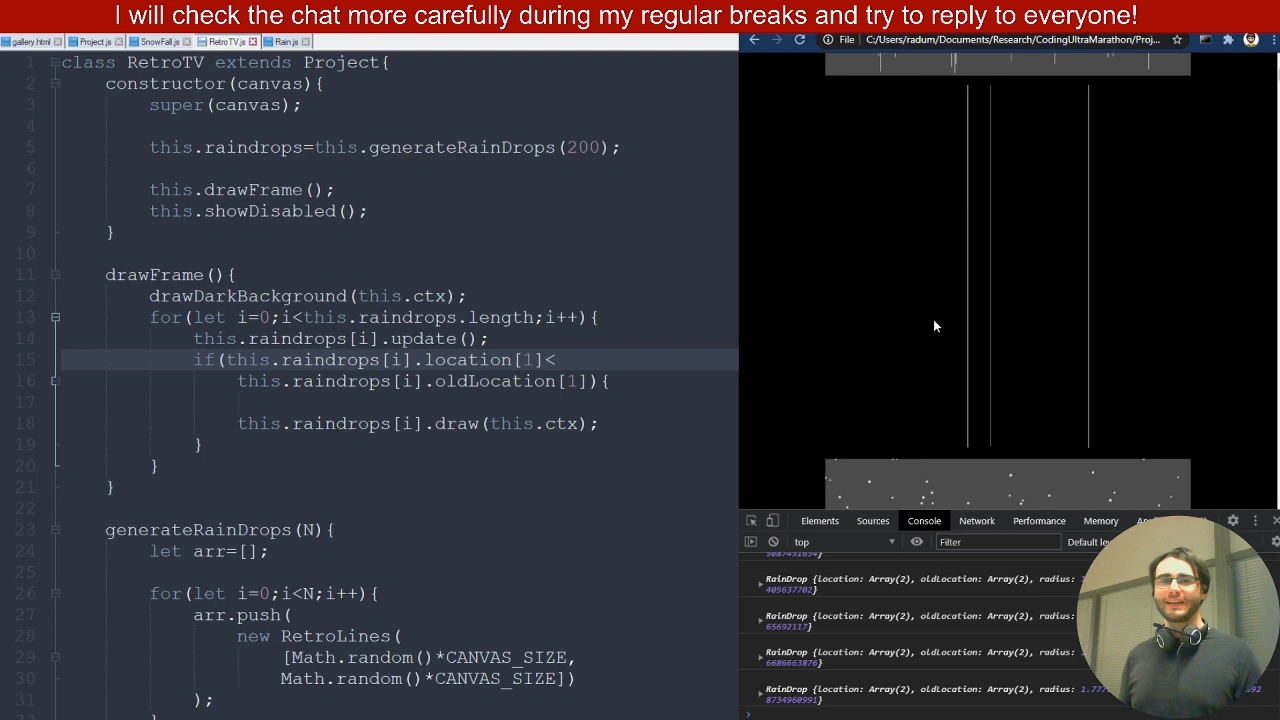 I will check the chat more carefully during my regular breaks and try to reply to everyone!
gallery.html Project.js SnowFall.js RetroTV.js Rain.js
File C:/Users/radum/Documents/Research/CodingUltraMarathon/Proj...
1 class RetroTV extends Project{
2 constructor(canvas){
3 super(canvas);
4
5 this.raindrops=this.generateRainDrops(200);
6
7 this.drawFrame();
8 this.showDisabled();
9 }
10
11 drawFrame(){
12 drawDarkBackground(this.ctx);
13 for(let i=0;i<this.raindrops.length;i++){
14 this.raindrops[i].update();
15 if(this.raindrops[i].location[1]<
16 this.raindrops[i].oldLocation[1]){
17
18 this.raindrops[i].draw(this.ctx);
19 }
20 }
21 }
22
23 generateRainDrops(N){
24 let arr=[];
25
26 for(let i=0;i<N;i++){
27 arr.push(
28 new RetroLines(
29 [Math.random()*CANVAS_SIZE,
30 Math.random()*CANVAS_SIZE])
31 );
Elements Sources Console Network Performance Memory
top Filter Default
RainDrop {location: Array(2), oldLocation: Array(2), radius:
405637702}
RainDrop {location: Array(2), oldLocation: Array(2), radius:
65692117}
RainDrop {location: Array(2), oldLocation: Array(2), radius:
6686663876}
RainDrop {location: Array(2), oldLocation: Array(2), radius:
8734960991}